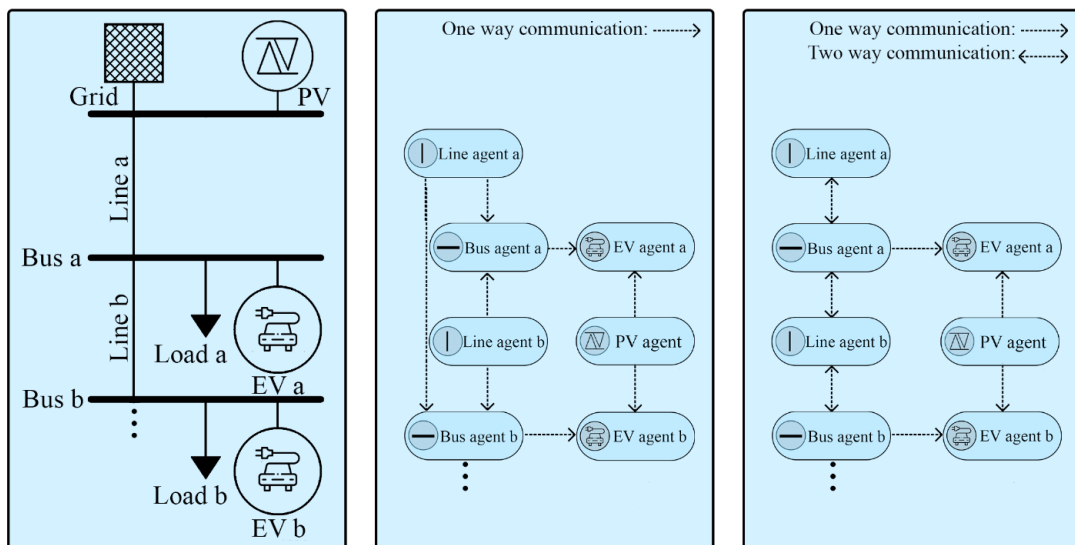 Grid
PV
Line a
Bus a
Line b
Load a
EV a
Bus b
Load b
EV b
One way communication:
Line agent a
Bus agent a
EV agent a
Line agent b
PV agent
Bus agent b
EV agent b
One way communication:
Two way communication:
Line agent a
Bus agent a
EV agent a
Line agent b
PV agent
Bus agent b
EV agent b